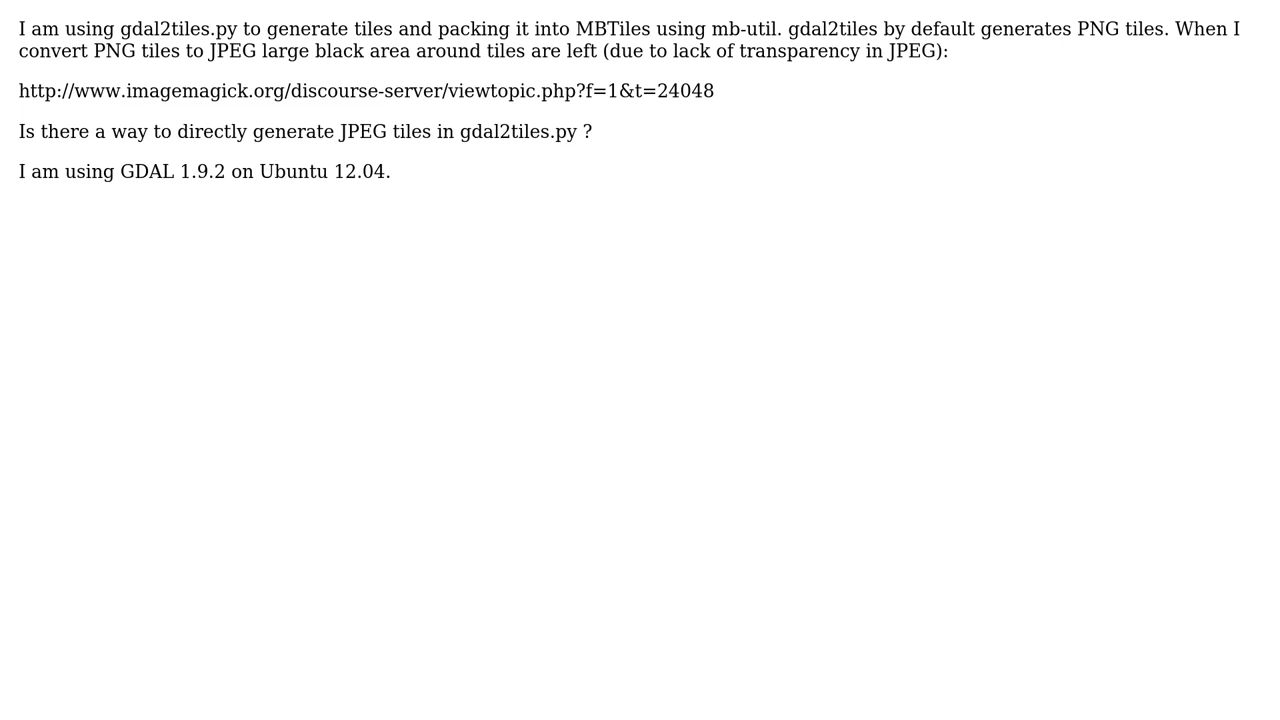 I am using gdal2tiles.py to generate tiles and packing it into MBTiles using mb-util. gdal2tiles by default generates PNG tiles. When I
convert PNG tiles to JPEG large black area around tiles are left (due to lack of transparency in JPEG):
http://www.imagemagick.org/discourse-server/viewtopic.php?f=1&t=24048
Is there a way to directly generate JPEG tiles in gdal2tiles.py ?
I am using GDAL 1.9.2 on Ubuntu 12.04.